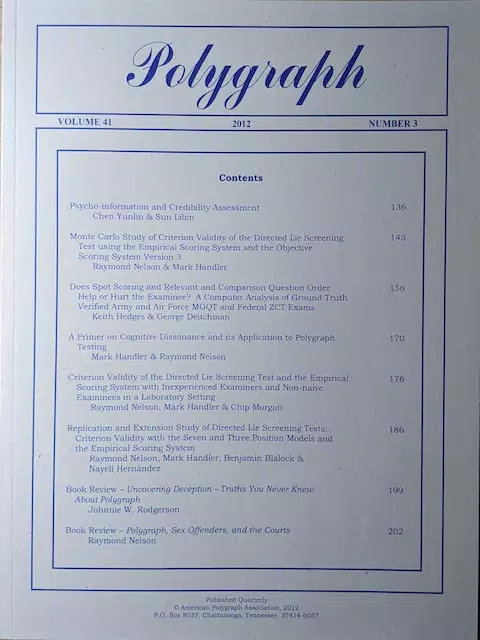 Polygraph
VOLUME 41 2012 NUMBER 3
Contents
Psycho-information and Credibility Assessment 136
Chen Yunlin & Sun Libin
Monte Carlo Study of Criterion Validity of the Directed Lie Screening 145
Test using the Empirical Scoring System and the Objective
Scoring System Version 3
Raymond Nelson & Mark Handler
Does Spot Scoring and Relevant and Comparison Question Order 156
Help or Hurt the Examinee? A Computer Analysis of Ground Truth
Verified Army and Air Force MGQT and Federal ZCT Exams
Keith Hedges & George Deitchman
A Primer on Cognitive Dissonance and its Application to Polygraph 170
Testing
Mark Handler & Raymond Nelson
Criterion Validity of the Directed Lie Screening Test and the Empirical 176
Scoring System with Inexperienced Examiners and Non-naive
Examinees in a Laboratory Setting
Raymond Nelson, Mark Handler & Chip Morgan
Replication and Extension Study of Directed Lie Screening Tests: 186
Criterion Validity with the Seven and Three Position Models and
the Empirical Scoring System
Raymond Nelson, Mark Handler, Benjamin Blalock &
Nayeli Hernández
Book Review – Uncovering Deception – Truths You Never Knew 199
About Polygraph
Johnnie W. Rodgerson
Book Review – Polygraph, Sex Offenders, and the Courts 202
Raymond Nelson
Published Quarterly
© American Polygraph Association, 2012
P.O. Box 8037, Chattanooga, Tennessee 37414-0037